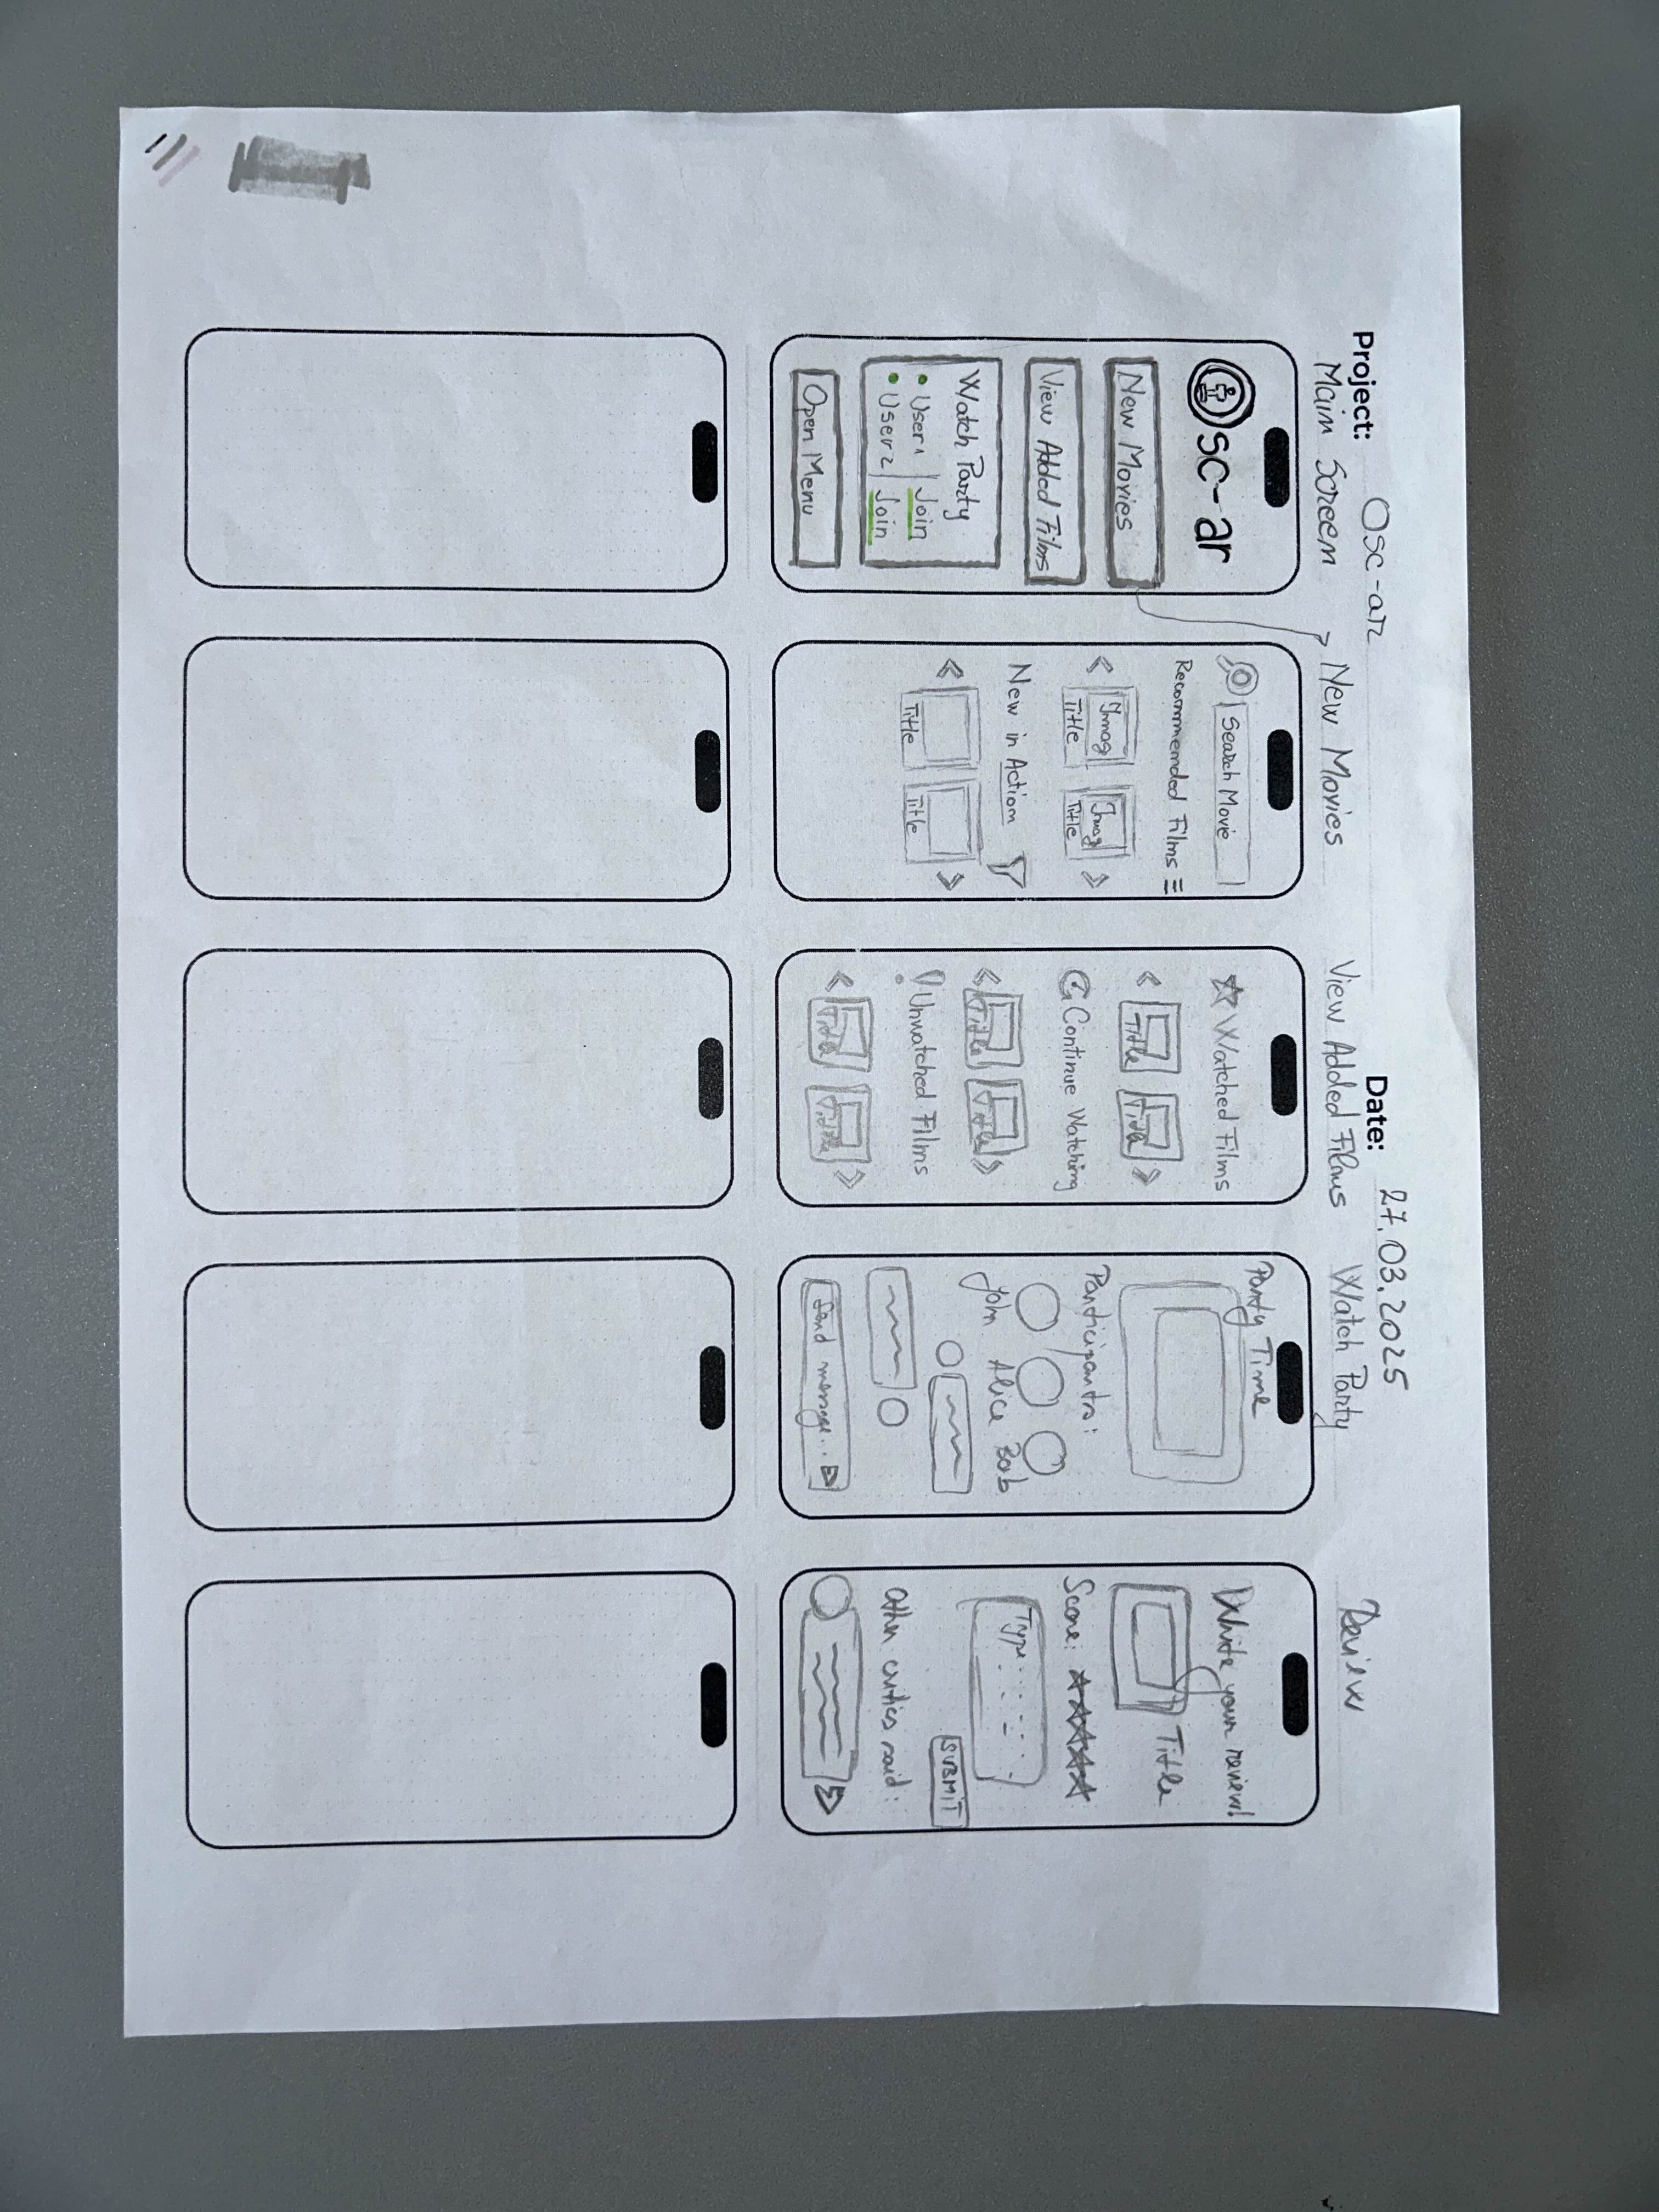 Project: Osc-ar
Date: 27.03.2025
Main Screen
New Movies
View Added Films
Watch Party
Review
Osc-ar
New Movies
View Added Films
Watch Party
User1 | Join
User2 | Join
Open Menu
Search Movie
Recommended Films
Imag
Title
Imag
Title
New in Action
Title
Title
Watched Films
Title
Title
Continue Watching
Title
Title
Unwatched Films
Title
Title
Party Time
Participants:
John Alice Bob
Send message...
Write your review!
Title
Score:
Type......
SUBMIT
Other critics said: